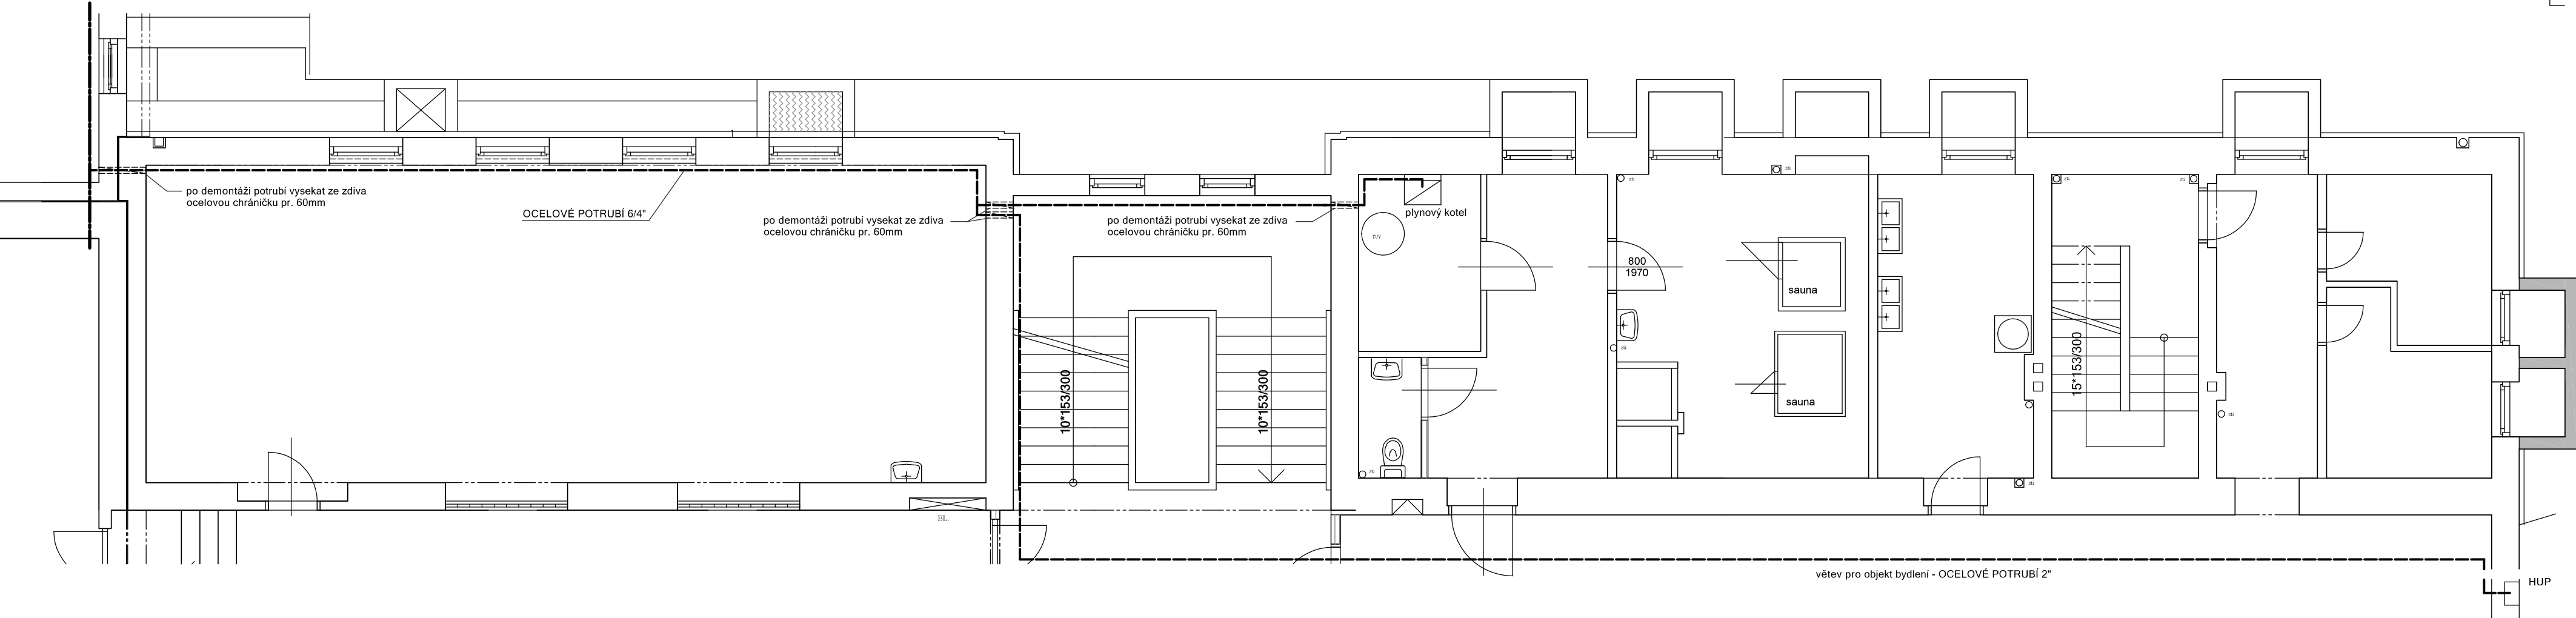 po demontáži potrubí vysekat ze zdiva
ocelovou chráničku pr. 60mm
OCELOVÉ POTRUBÍ 6/4"
po demontáži potrubí vysekat ze zdiva
ocelovou chráničku pr. 60mm
po demontáži potrubí vysekat ze zdiva
ocelovou chráničku pr. 60mm
plynový kotel
TUV
800
1970
sauna
sauna
10*153/300
10*153/300
15*153/300
EL.
větev pro objekt bydlení - OCELOVÉ POTRUBÍ 2"
HUP